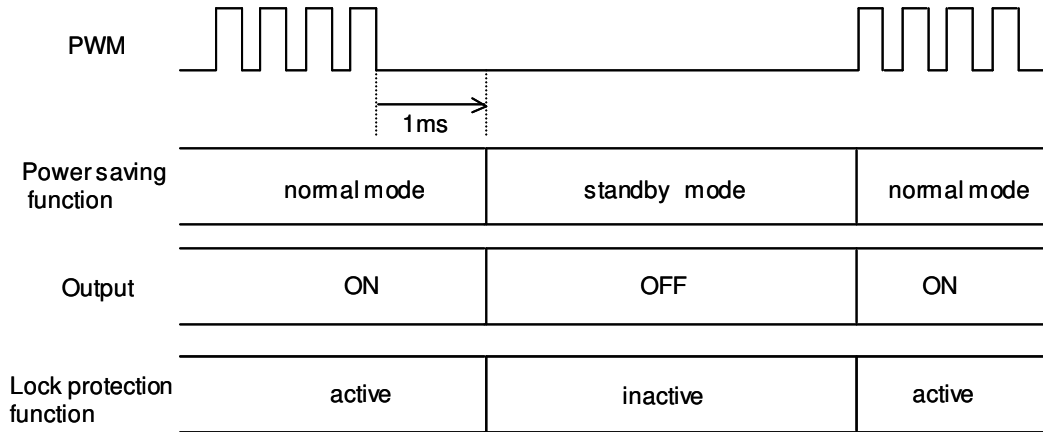 PWM
1ms
Power saving
function
normal mode
standby mode
normal mode
Output
ON
OFF
ON
Lock protection
function
active
inactive
active